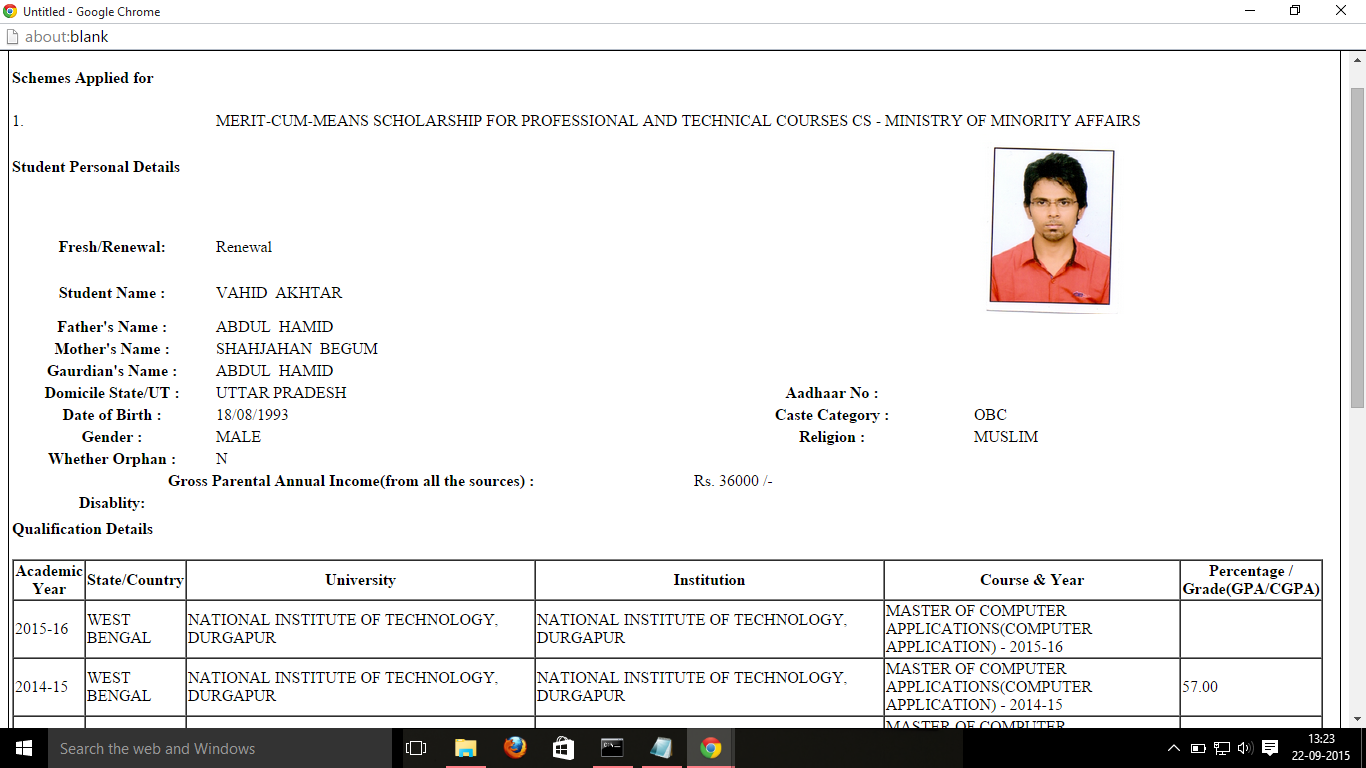 Untitled - Google Chrome
about:blank
Schemes Applied for
1. MERIT-CUM-MEANS SCHOLARSHIP FOR PROFESSIONAL AND TECHNICAL COURSES CS - MINISTRY OF MINORITY AFFAIRS
Student Personal Details
Fresh/Renewal: Renewal
Student Name : VAHID AKHTAR
Father's Name : ABDUL HAMID
Mother's Name : SHAHJAHAN BEGUM
Gaurdian's Name : ABDUL HAMID
Domicile State/UT : UTTAR PRADESH Aadhaar No :
Date of Birth : 18/08/1993 Caste Category : OBC
Gender : MALE Religion : MUSLIM
Whether Orphan : N
Gross Parental Annual Income(from all the sources) : Rs. 36000 /-
Disablity:
Qualification Details
Academic Year State/Country University Institution Course & Year Percentage / Grade(GPA/CGPA)
2015-16 WEST BENGAL NATIONAL INSTITUTE OF TECHNOLOGY, DURGAPUR NATIONAL INSTITUTE OF TECHNOLOGY, DURGAPUR MASTER OF COMPUTER APPLICATIONS(COMPUTER APPLICATION) - 2015-16
2014-15 WEST BENGAL NATIONAL INSTITUTE OF TECHNOLOGY, DURGAPUR NATIONAL INSTITUTE OF TECHNOLOGY, DURGAPUR MASTER OF COMPUTER APPLICATIONS(COMPUTER APPLICATION) - 2014-15 57.00
MASTER OF COMPUTER
Search the web and Windows
13:23
22-09-2015